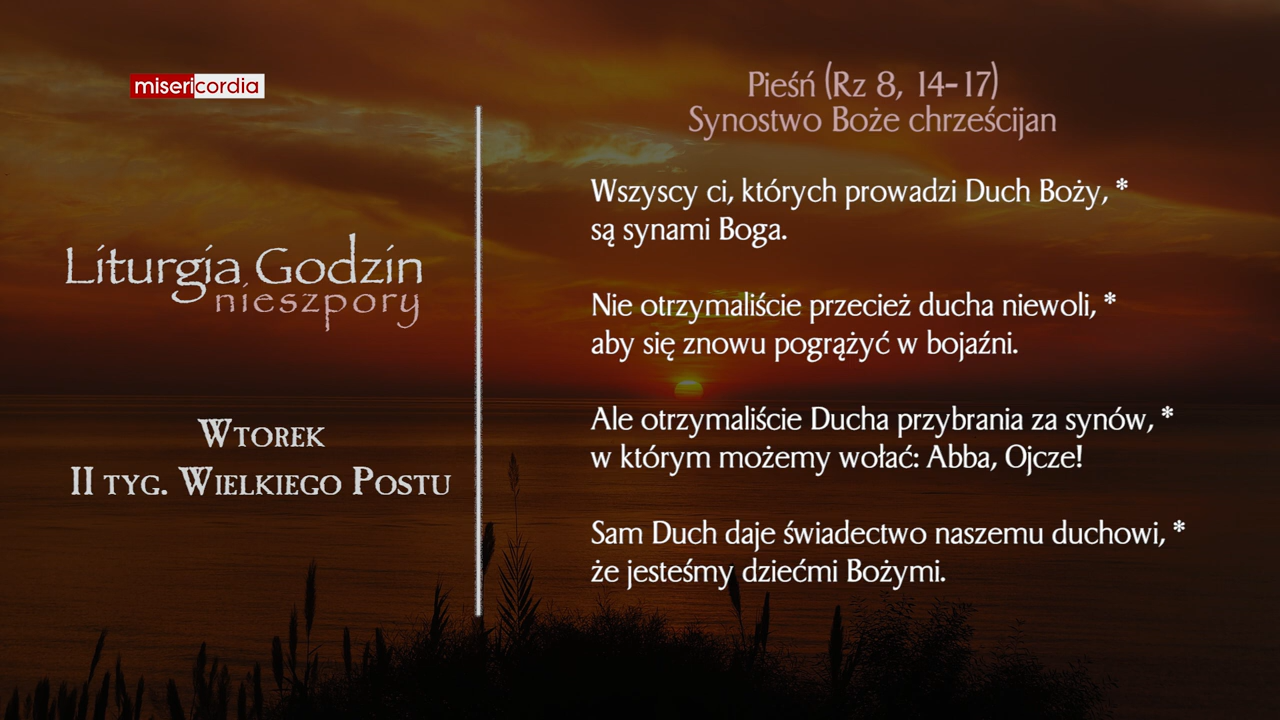 misericordia
Liturgia Godzin
nieszpory
Wtorek
II tyg. Wielkiego Postu
Pieśń (Rz 8, 14-17)
Synostwo Boże chrześcijan
Wszyscy ci, których prowadzi Duch Boży, *
są synami Boga.
Nie otrzymaliście przecież ducha niewoli, *
aby się znowu pogrążyć w bojaźni.
Ale otrzymaliście Ducha przybrania za synów, *
w którym możemy wołać: Abba, Ojcze!
Sam Duch daje świadectwo naszemu duchowi, *
że jesteśmy dziećmi Bożymi.